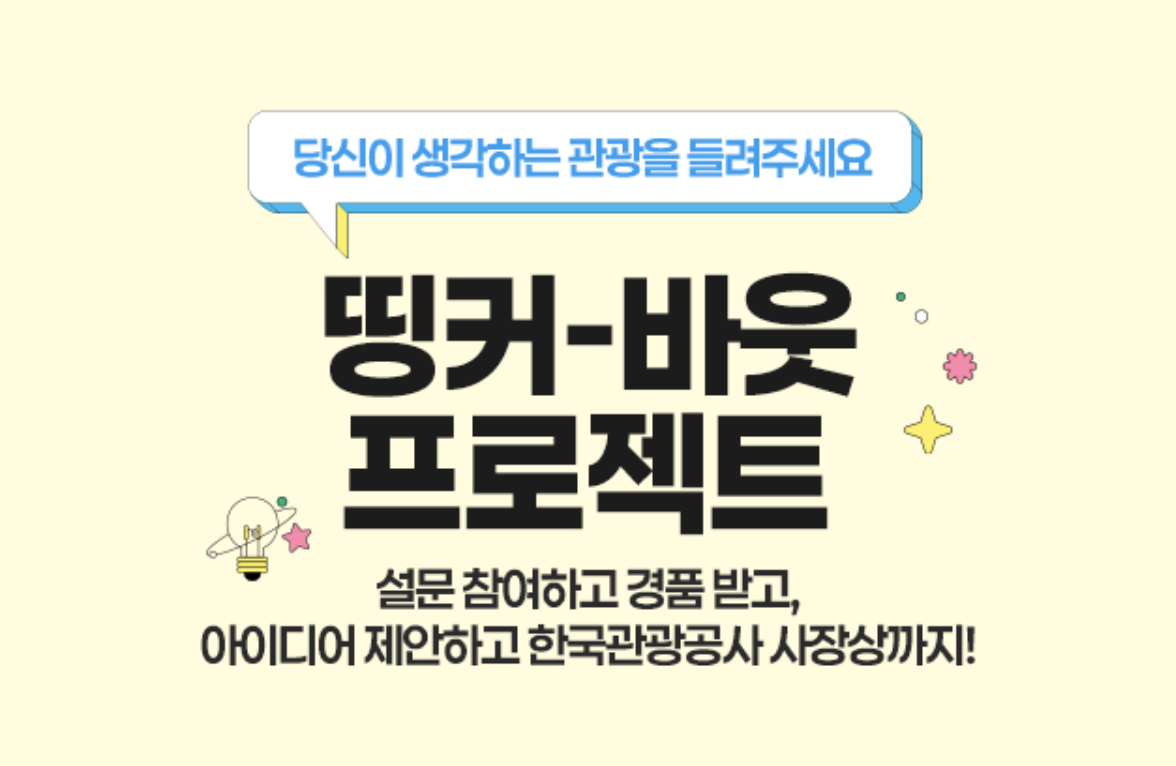 당신이 생각하는 관광을 들려주세요
띵커-바웃
프로젝트
설문 참여하고 경품 받고,
아이디어 제안하고 한국관광공사 사장상까지!